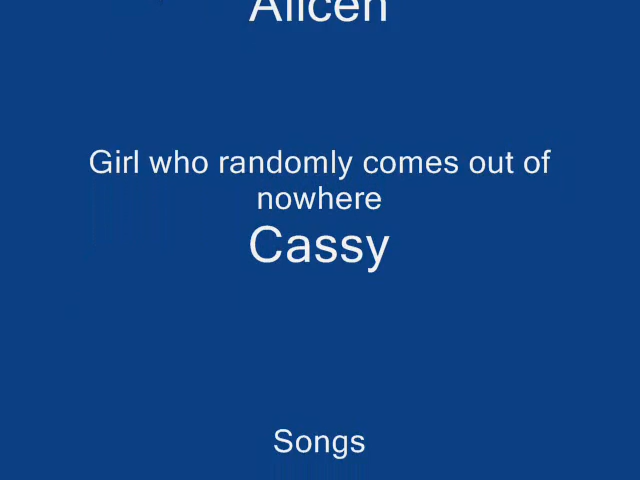 Alicen
Girl who randomly comes out of
nowhere
Cassy
Songs